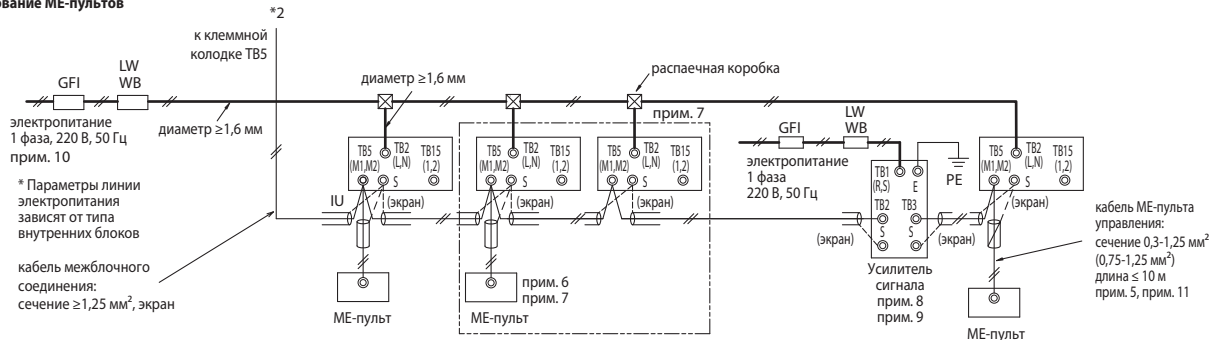 ование МЕ-пультов
*2
к клеммной
колодке TB5
GFI
LW
WB
электропитание
1 фаза, 220 В, 50 Гц
прим. 10
диаметр ≥1,6 мм
диаметр ≥1,6 мм
распаечная коробка
прим. 7
* Параметры линии
электропитания
зависят от типа
внутренних блоков
кабель межблочного
соединения:
сечение ≥1,25 мм², экран
TB5
(M1,M2)
TB2
(L,N)
TB15
(1,2)
S
IU
(экран)
МЕ-пульт
TB5
(M1,M2)
TB2
(L,N)
TB15
(1,2)
S
(экран)
прим. 6
прим. 7
МЕ-пульт
TB5
(M1,M2)
TB2
(L,N)
TB15
(1,2)
S
(экран)
GFI
LW
WB
электропитание
1 фаза
220 В, 50 Гц
TB1
(R,S)
E
PE
TB2
TB3
S
S
(экран)
(экран)
Усилитель
сигнала
прим. 8
прим. 9
TB5
(M1,M2)
TB2
(L,N)
TB15
(1,2)
S
(экран)
МЕ-пульт
кабель МЕ-пульта
управления:
сечение 0,3-1,25 мм²
(0,75-1,25 мм²)
длина ≤ 10 м
прим. 5, прим. 11